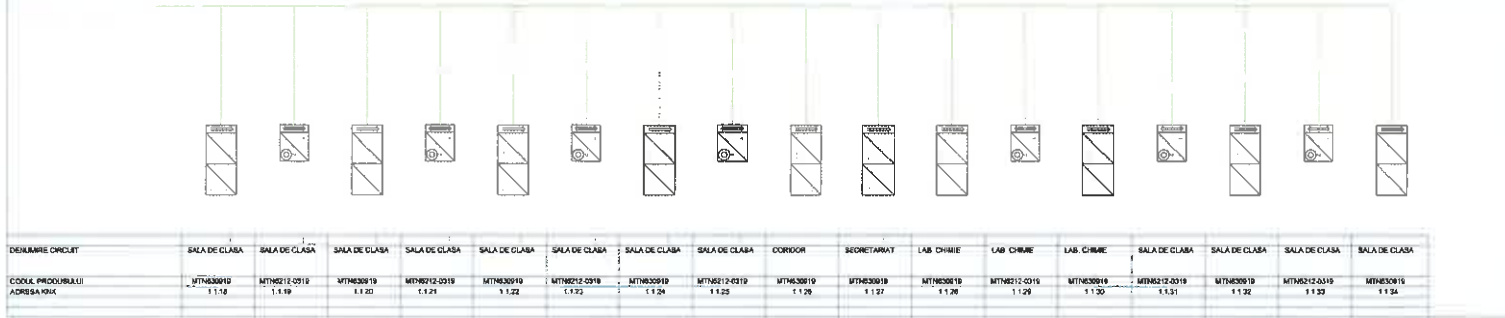 DENUMIRE CIRCUIT SALA DE CLASA SALA DE CLASA SALA DE CLASA SALA DE CLASA SALA DE CLASA SALA DE CLASA SALA DE CLASA SALA DE CLASA CORIDOR SECRETARIAT LAB. CHIMIE LAB. CHIMIE LAB. CHIMIE SALA DE CLASA SALA DE CLASA SALA DE CLASA SALA DE CLASA
CODUL PRODUSULUI MTN630919 MTN6212-0319 MTN630919 MTN6212-0319 MTN630919 MTN6212-0319 MTN630919 MTN6212-0319 MTN630919 MTN630919 MTN630919 MTN6212-0319 MTN630919 MTN6212-0319 MTN630919 MTN6212-0319 MTN630919
ADRESA KNX 1.1.18 1.1.19 1.1.20 1.1.21 1.1.22 1.1.23 1.1.24 1.1.25 1.1.26 1.1.27 1.1.28 1.1.29 1.1.30 1.1.31 1.1.32 1.1.33 1.1.34